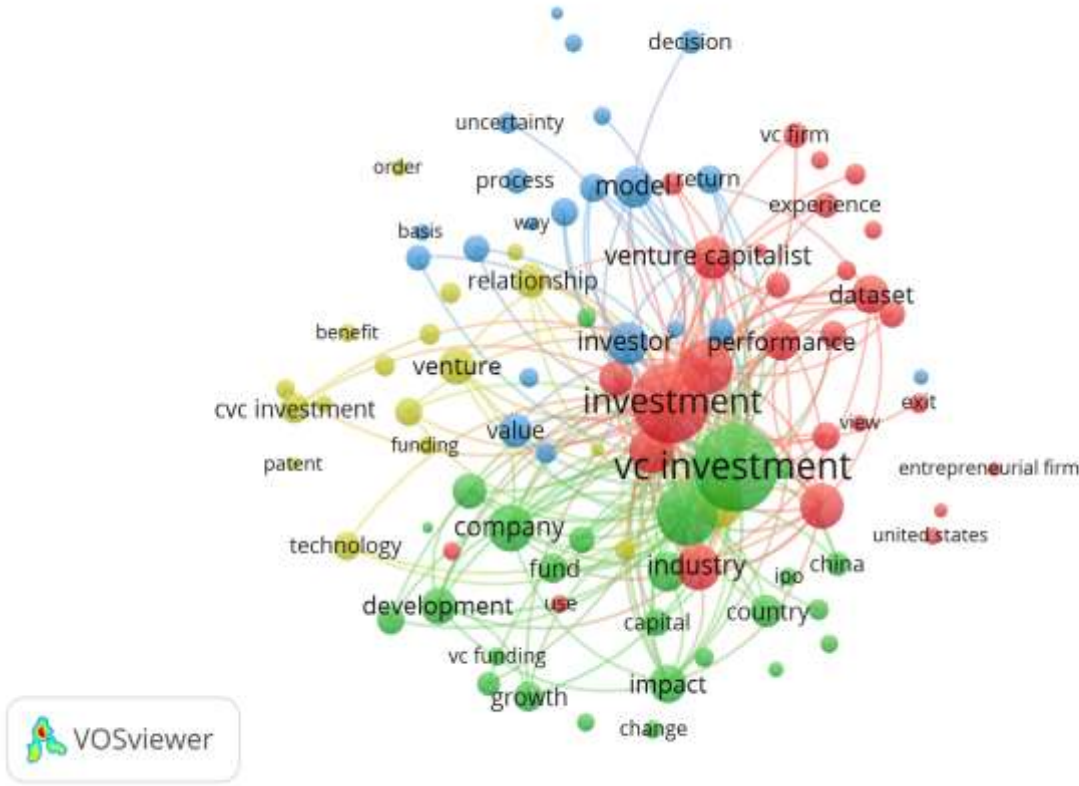 decision
uncertainty
vc firm
order
process
model
return
experience
way
basis
venture capitalist
relationship
dataset
benefit
investor
performance
venture
investment
cvc investment
exit
view
funding
value
patent
vc investment
entrepreneurial firm
company
united states
technology
fund
industry
ipo
china
development
use
capital
country
vc funding
growth
impact
change
VOSviewer